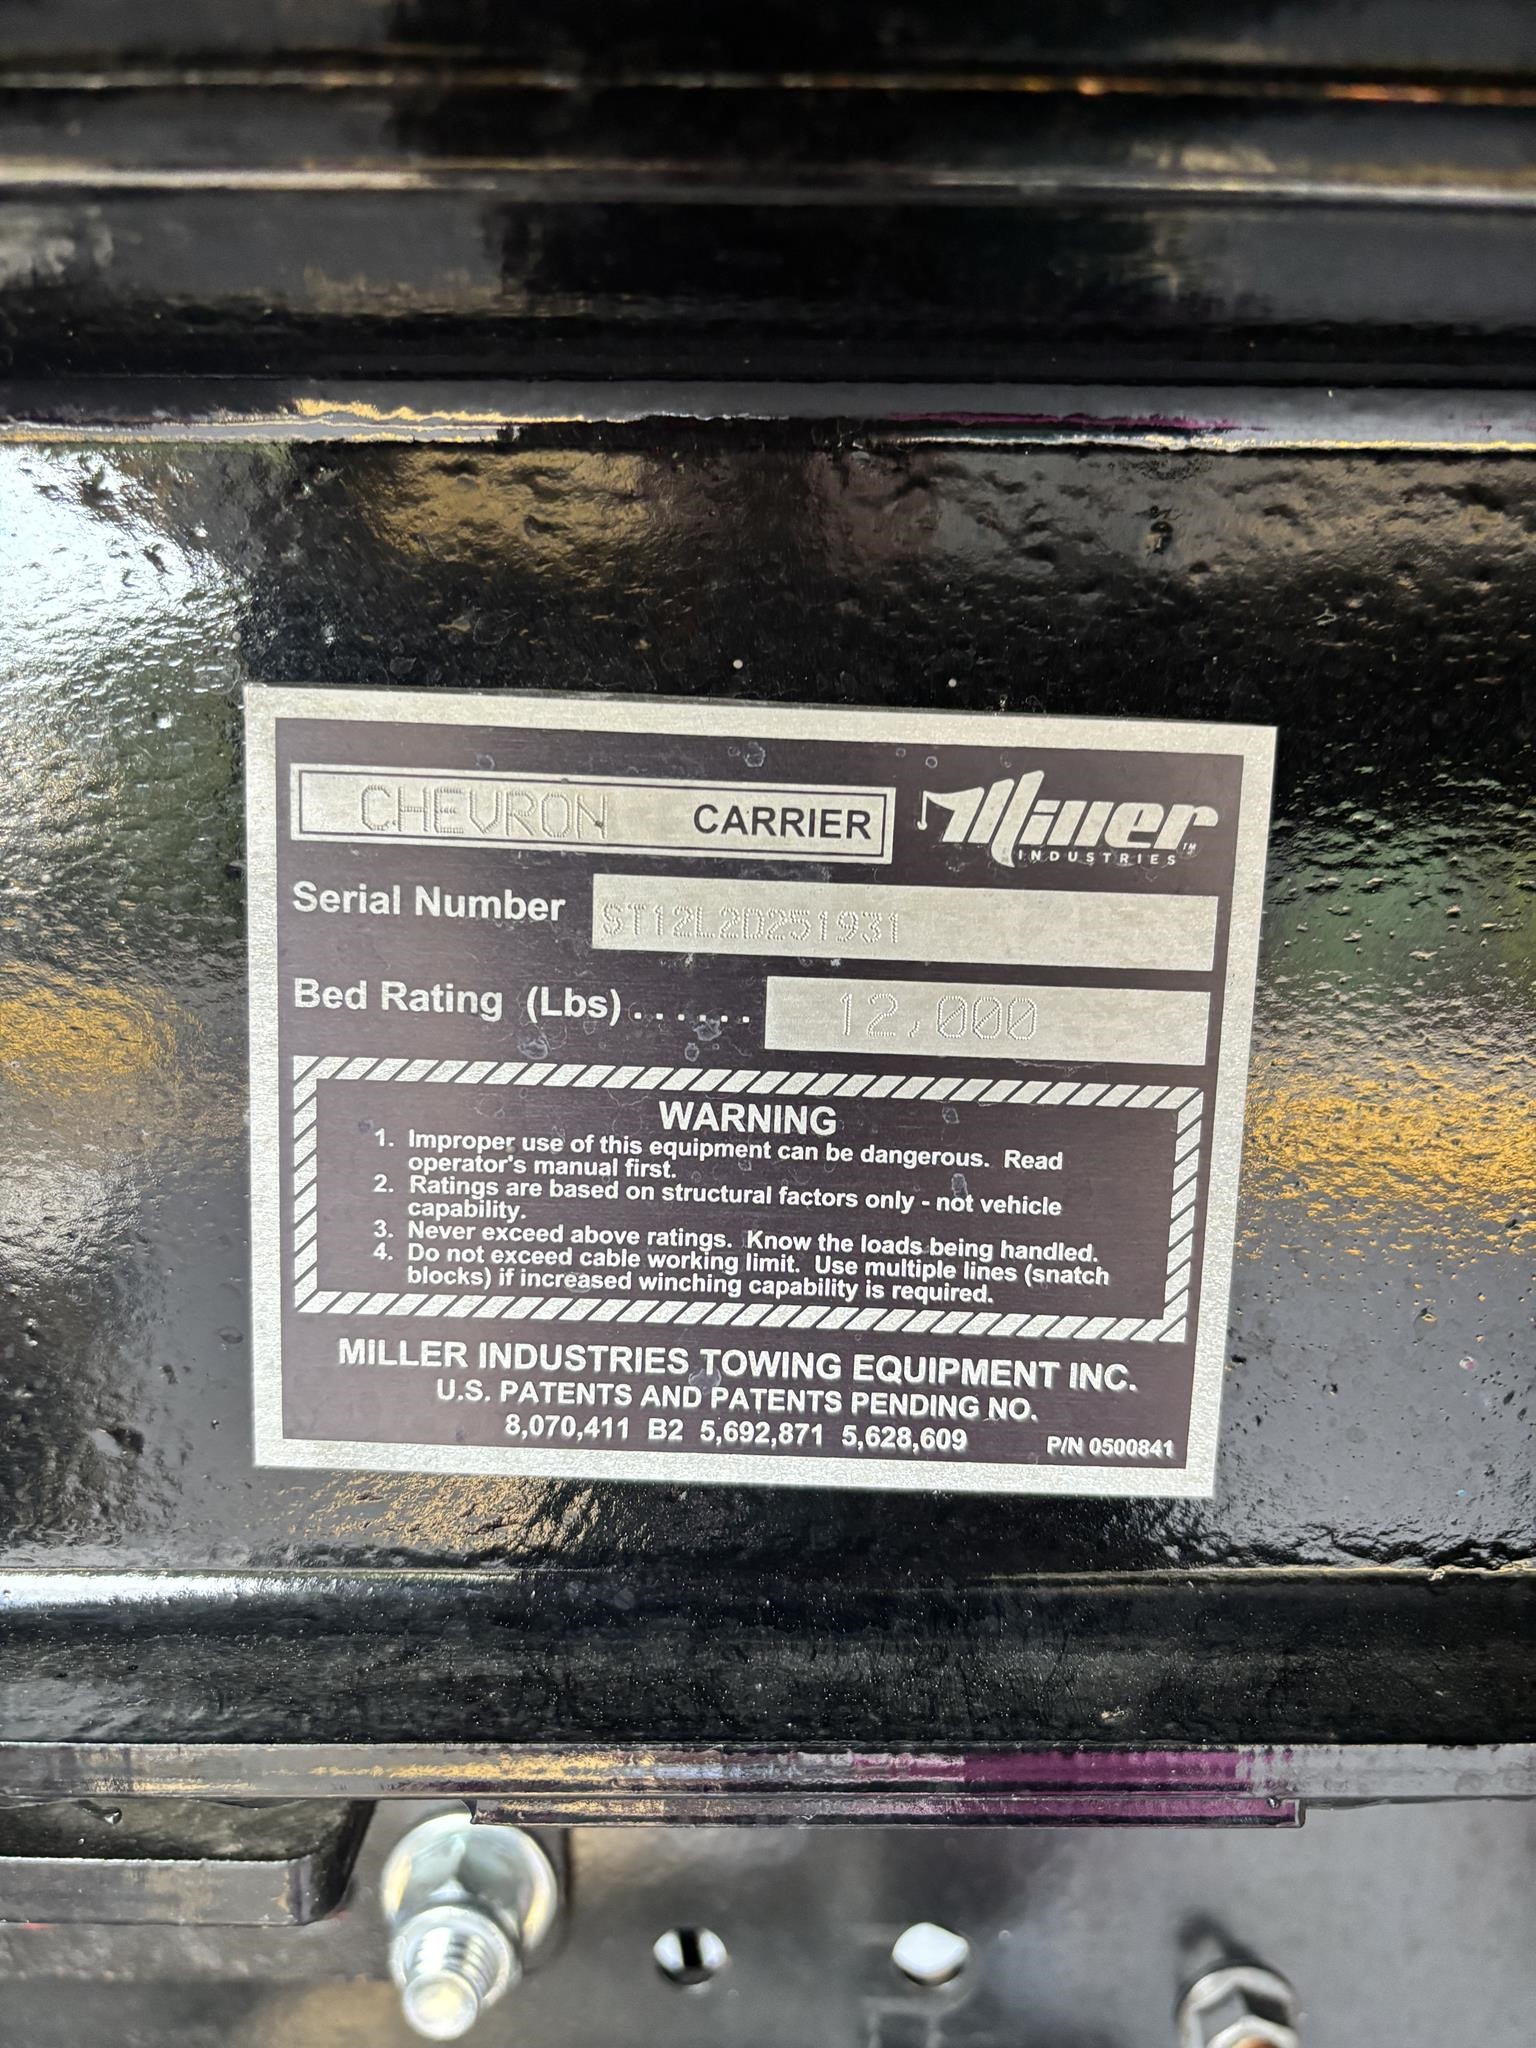 CHEVRON CARRIER
Miller
INDUSTRIES™
Serial Number ST12L2D251931
Bed Rating (Lbs)...... 12,000
WARNING
1. Improper use of this equipment can be dangerous. Read
operator's manual first.
2. Ratings are based on structural factors only - not vehicle
capability.
3. Never exceed above ratings. Know the loads being handled.
4. Do not exceed cable working limit. Use multiple lines (snatch
blocks) if increased winching capability is required.
MILLER INDUSTRIES TOWING EQUIPMENT INC.
U.S. PATENTS AND PATENTS PENDING NO.
8,070,411 B2 5,692,871 5,628,609 P/N 0500841